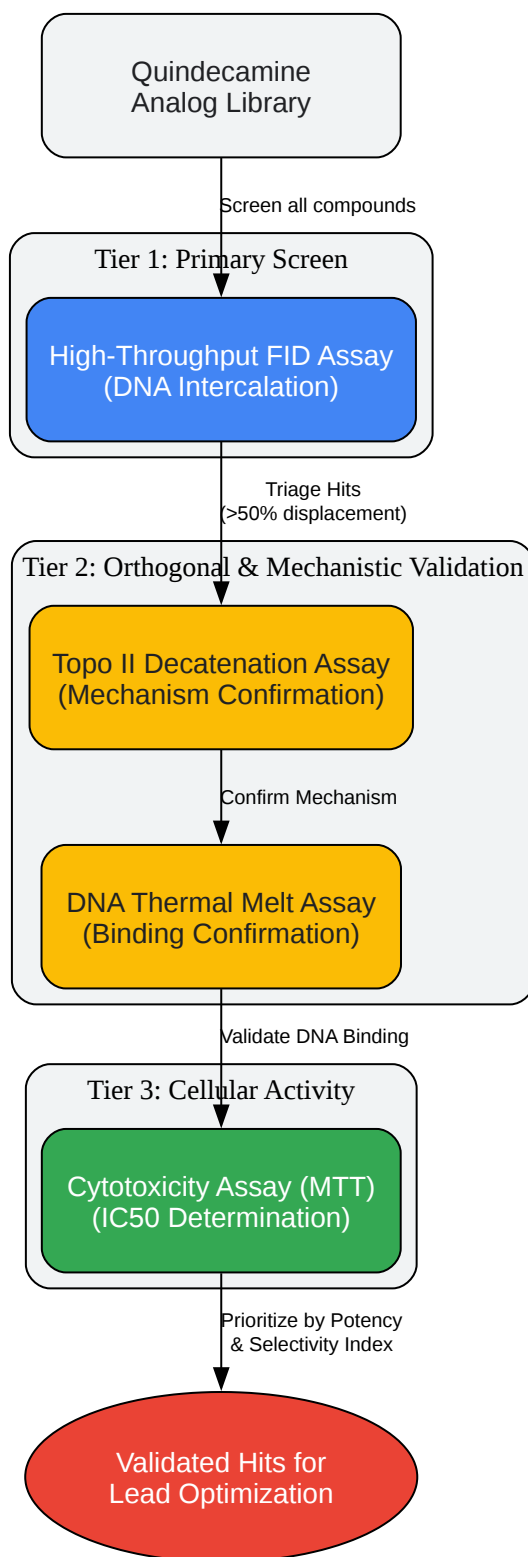 Quindecamine
Analog Library
Screen all compounds
Tier 1: Primary Screen
High-Throughput FID Assay
(DNA Intercalation)
Triage Hits
(>50% displacement)
Tier 2: Orthogonal & Mechanistic Validation
Topo II Decatenation Assay
(Mechanism Confirmation)
Confirm Mechanism
DNA Thermal Melt Assay
(Binding Confirmation)
Validate DNA Binding
Tier 3: Cellular Activity
Cytotoxicity Assay (MTT)
(IC50 Determination)
Prioritize by Potency
& Selectivity Index
Validated Hits for
Lead Optimization